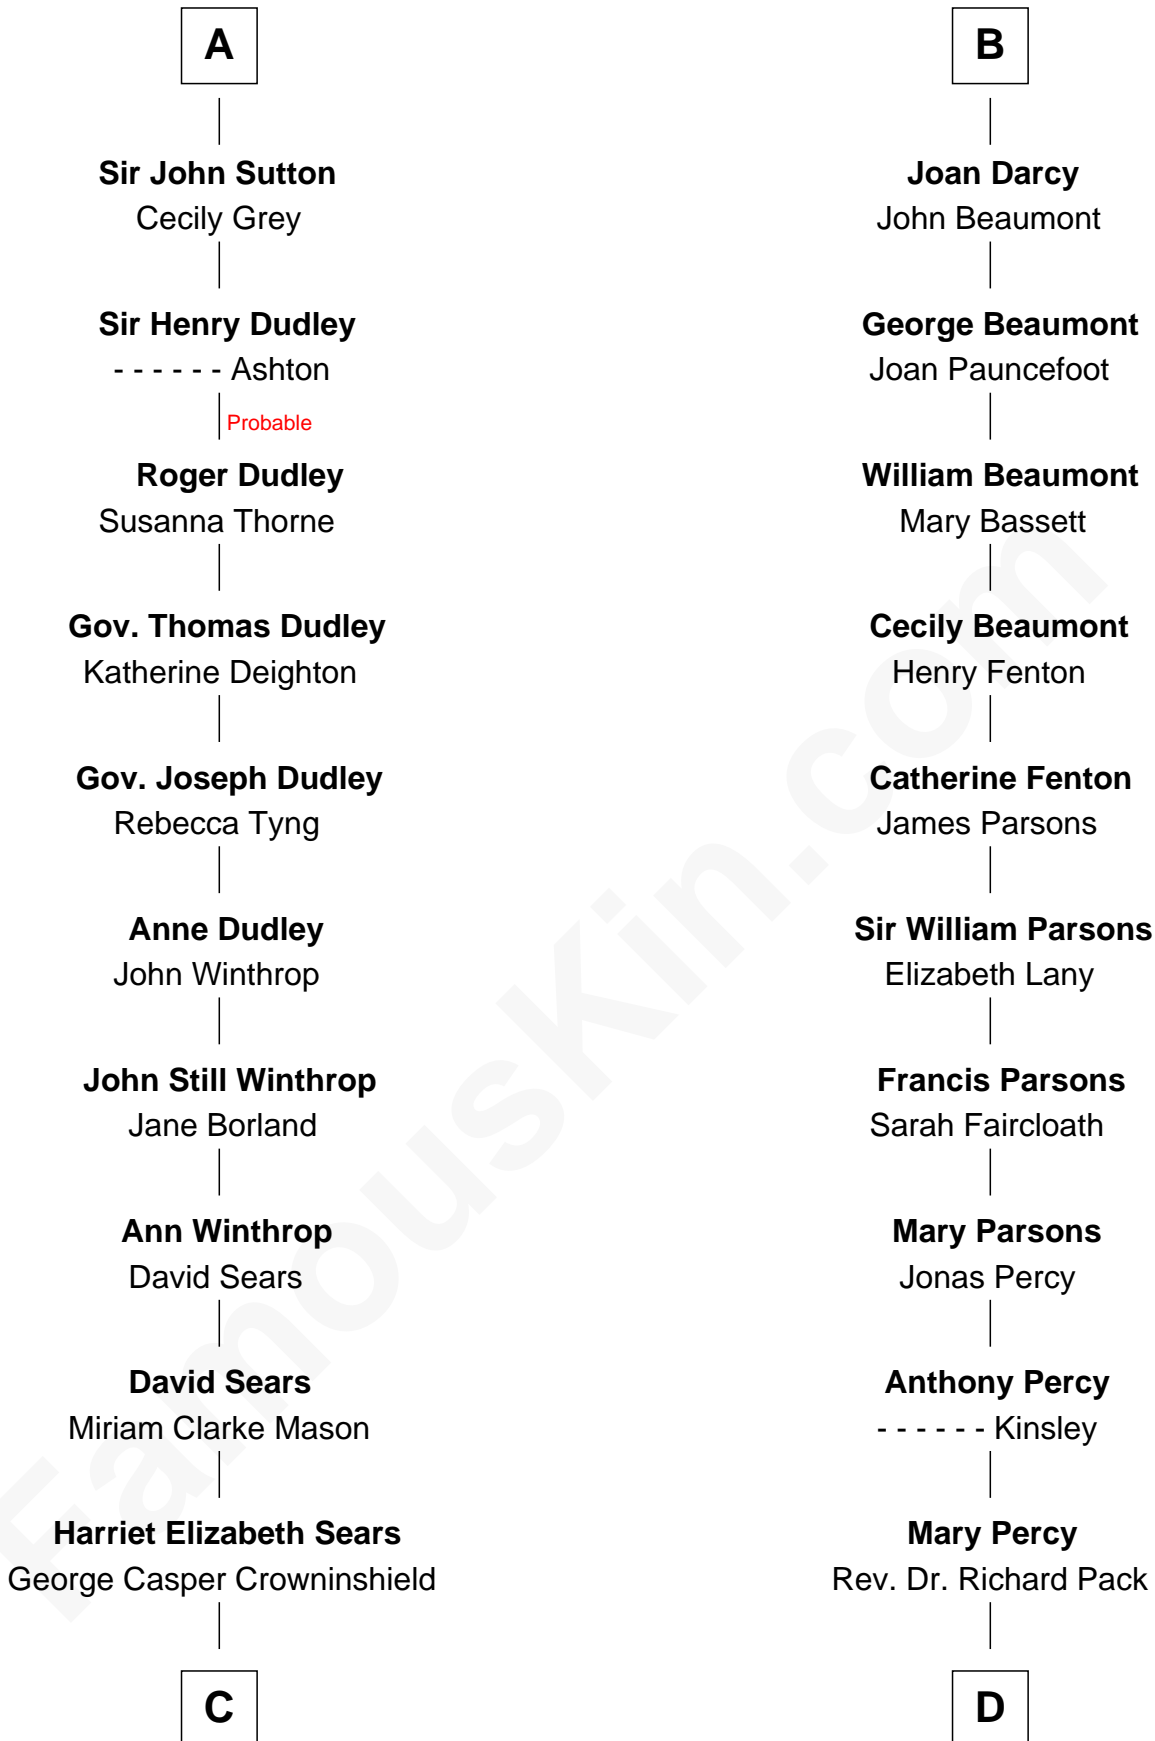 A
Sir John Sutton
Cecily Grey
Sir Henry Dudley
- - - - - - Ashton
Probable
Roger Dudley
Susanna Thorne
Gov. Thomas Dudley
Katherine Deighton
Gov. Joseph Dudley
Rebecca Tyng
Anne Dudley
John Winthrop
John Still Winthrop
Jane Borland
Ann Winthrop
David Sears
David Sears
Miriam Clarke Mason
Harriet Elizabeth Sears
George Casper Crowninshield
C
B
Joan Darcy
John Beaumont
George Beaumont
Joan Pauncefoot
William Beaumont
Mary Bassett
Cecily Beaumont
Henry Fenton
Catherine Fenton
James Parsons
Sir William Parsons
Elizabeth Lany
Francis Parsons
Sarah Faircloath
Mary Parsons
Jonas Percy
Anthony Percy
- - - - - - Kinsley
Mary Percy
Rev. Dr. Richard Pack
D
FamousKin.com